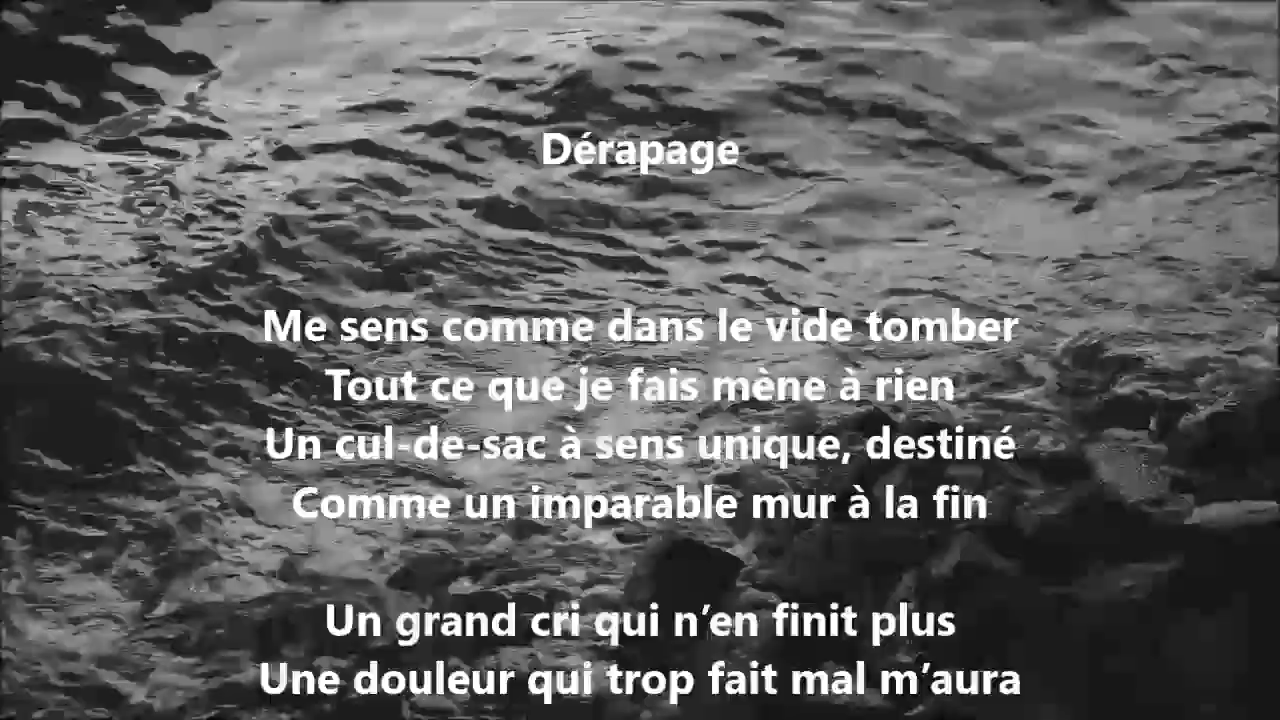 Dérapage
Me sens comme dans le vide tomber
Tout ce que je fais mène à rien
Un cul-de-sac à sens unique, destiné
Comme un imparable mur à la fin
Un grand cri qui n’en finit plus
Une douleur qui trop fait mal m’aura